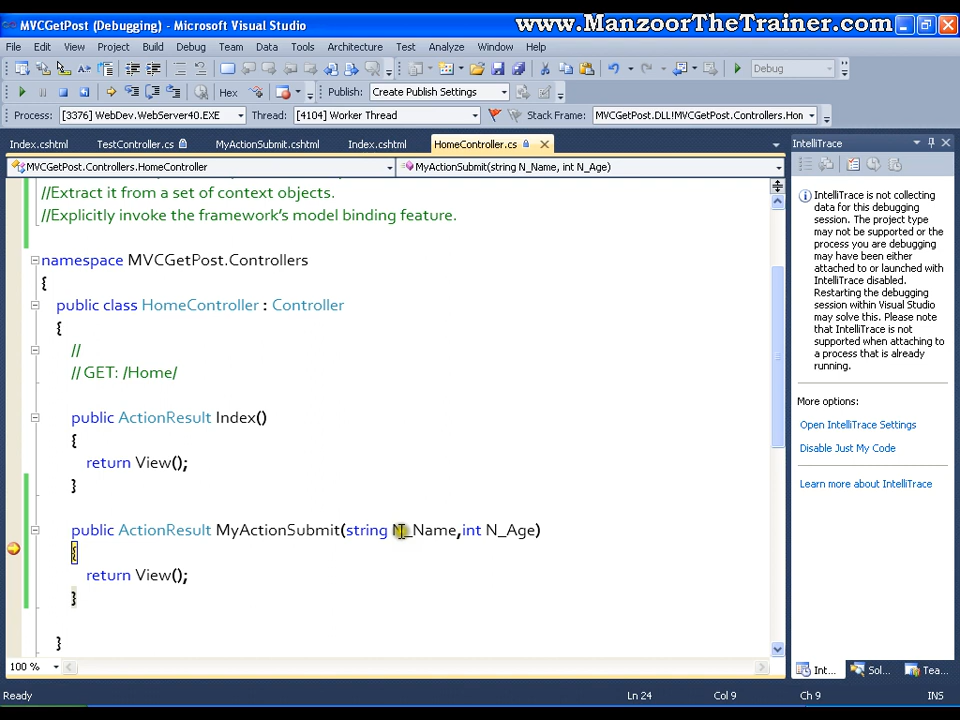 MVCGetPost (Debugging) - Microsoft Visual Studio
www.ManzoorTheTrainer.com
File Edit View Project Build Debug Team Data Tools Architecture Test Analyze Window Help
Debug
Hex Publish: Create Publish Settings
Process: [3376] WebDev.WebServer40.EXE Thread: [4104] Worker Thread Stack Frame: MVCGetPost.DLL!MVCGetPost.Controllers.Hon
Index.cshtml TestController.cs MyActionSubmit.cshtml Index.cshtml HomeController.cs
MVCGetPost.Controllers.HomeController MyActionSubmit(string N_Name, int N_Age)
//Extract it from a set of context objects.
//Explicitly invoke the framework's model binding feature.
namespace MVCGetPost.Controllers
{
public class HomeController : Controller
{
//
// GET: /Home/
public ActionResult Index()
{
return View();
}
public ActionResult MyActionSubmit(string N_Name,int N_Age)
{
return View();
}
}
100 %
IntelliTrace
IntelliTrace is not collecting
data for this debugging
session. The project type
may not be supported or the
process you are debugging
may have been either
attached to or launched with
IntelliTrace disabled.
Restarting the debugging
session within Visual Studio
may solve this. Please note
that IntelliTrace is not
supported when attaching to
a process that is already
running.
More options:
Open IntelliTrace Settings
Disable Just My Code
Learn more about IntelliTrace
Int... Sol... Tea...
Ready Ln 24 Col 9 Ch 9 INS